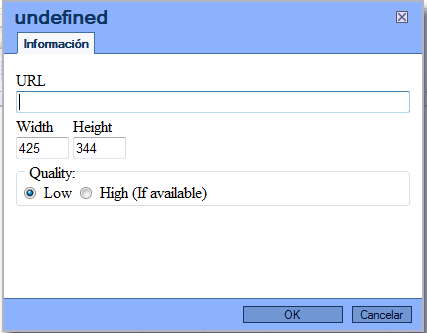 undefined
Información
URL
Width Height
425 344
Quality:
Low High (If available)
OK Cancelar